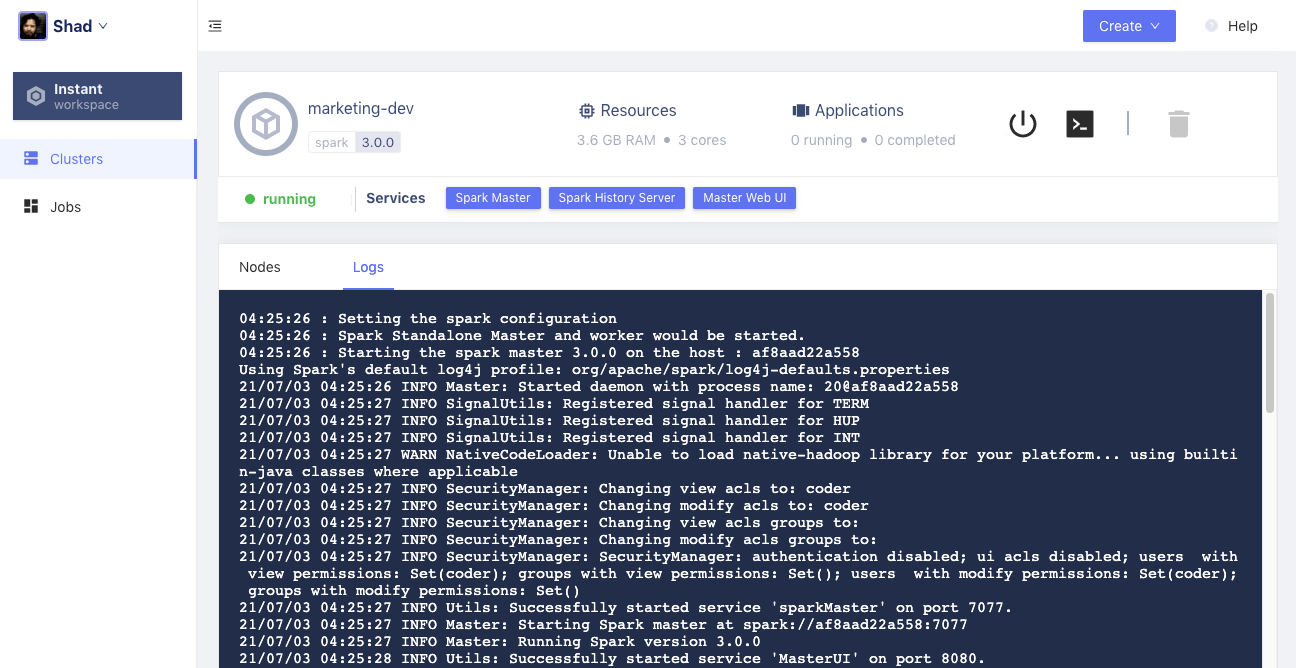 Shad
Create
Help
Instant
workspace
Clusters
Jobs
marketing-dev
spark 3.0.0
Resources
3.6 GB RAM • 3 cores
Applications
0 running • 0 completed
running
Services
Spark Master
Spark History Server
Master Web UI
Nodes
Logs
04:25:26 : Setting the spark configuration
04:25:26 : Spark Standalone Master and worker would be started.
04:25:26 : Starting the spark master 3.0.0 on the host : af8aad22a558
Using Spark's default log4j profile: org/apache/spark/log4j-defaults.properties
21/07/03 04:25:26 INFO Master: Started daemon with process name: 20@af8aad22a558
21/07/03 04:25:27 INFO SignalUtils: Registered signal handler for TERM
21/07/03 04:25:27 INFO SignalUtils: Registered signal handler for HUP
21/07/03 04:25:27 INFO SignalUtils: Registered signal handler for INT
21/07/03 04:25:27 WARN NativeCodeLoader: Unable to load native-hadoop library for your platform... using builti
n-java classes where applicable
21/07/03 04:25:27 INFO SecurityManager: Changing view acls to: coder
21/07/03 04:25:27 INFO SecurityManager: Changing modify acls to: coder
21/07/03 04:25:27 INFO SecurityManager: Changing view acls groups to:
21/07/03 04:25:27 INFO SecurityManager: Changing modify acls groups to:
21/07/03 04:25:27 INFO SecurityManager: SecurityManager: authentication disabled; ui acls disabled; users  with
 view permissions: Set(coder); groups with view permissions: Set(); users  with modify permissions: Set(coder);
 groups with modify permissions: Set()
21/07/03 04:25:27 INFO Utils: Successfully started service 'sparkMaster' on port 7077.
21/07/03 04:25:27 INFO Master: Starting Spark master at spark://af8aad22a558:7077
21/07/03 04:25:27 INFO Master: Running Spark version 3.0.0
21/07/03 04:25:28 INFO Utils: Successfully started service 'MasterUI' on port 8080.